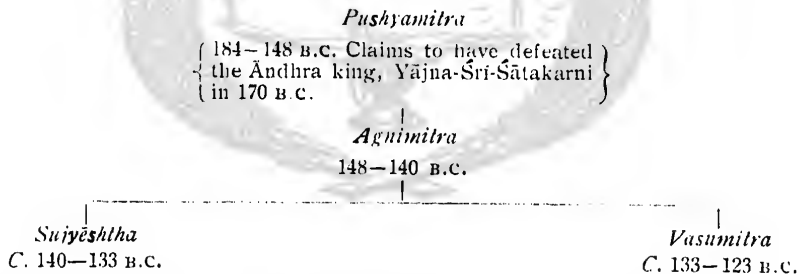 Pushyamitra
184–148 B.C. Claims to have defeated
the Āndhra king, Yājna-Śrī-Śātakarni
in 170 B.C.
Agnimitra
148–140 B.C.
Sujyēshtha
C. 140—133 B.C.
Vasumitra
C. 133–123 B.C.